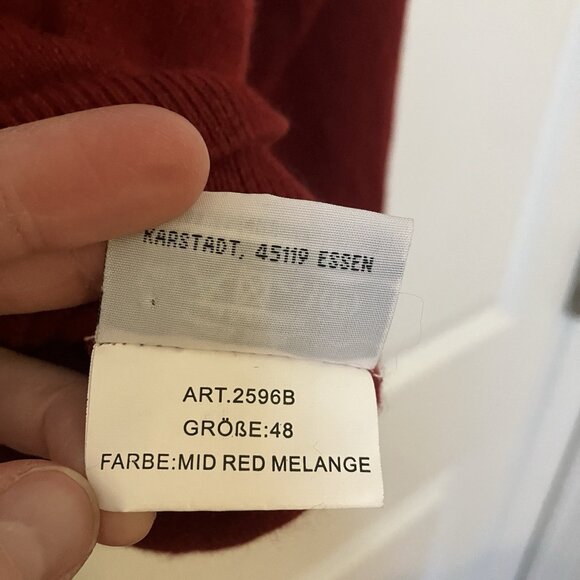 KARSTADT, 45119 ESSEN
ART.2596B
GRÖßE:48
FARBE:MID RED MELANGE